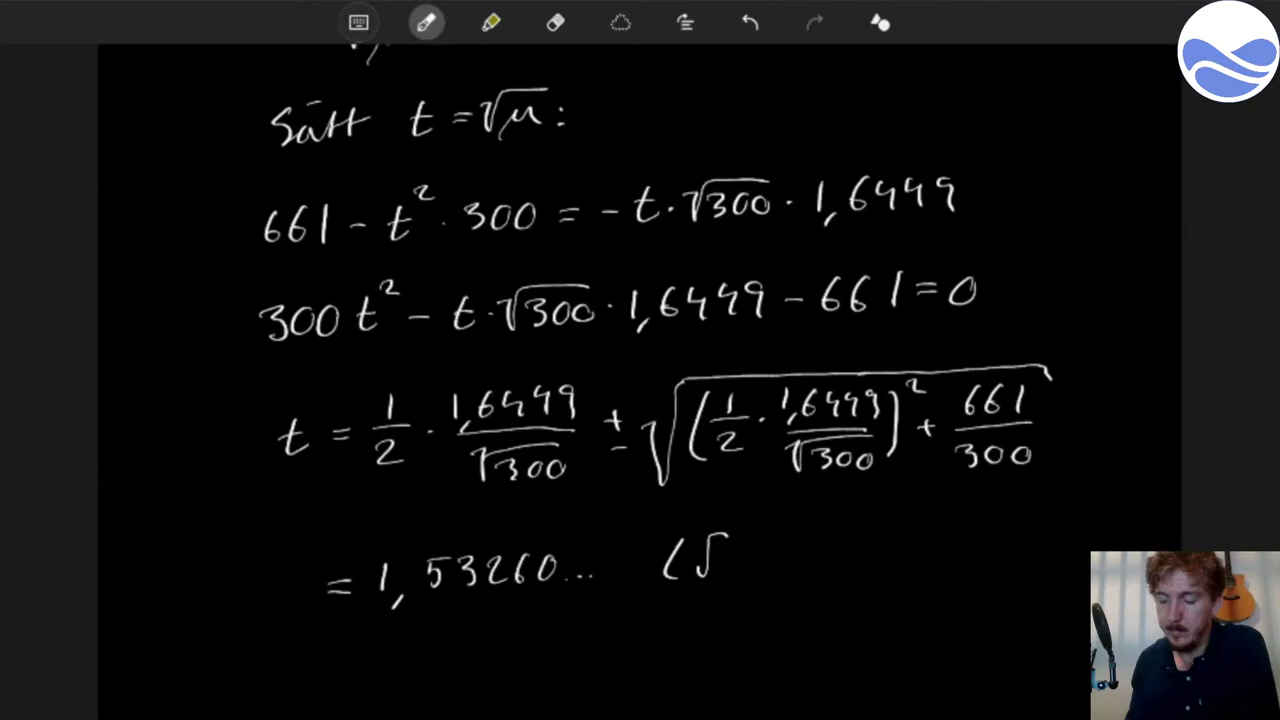 Sätt t = √μ:
661 − t² · 300 = − t · √300 · 1,6449
300 t² − t · √300 · 1,6449 − 661 = 0
t = 1/2 · 1,6449/√300 ± √((1/2 · 1,6449/√300)² + 661/300)
= 1,53260... (